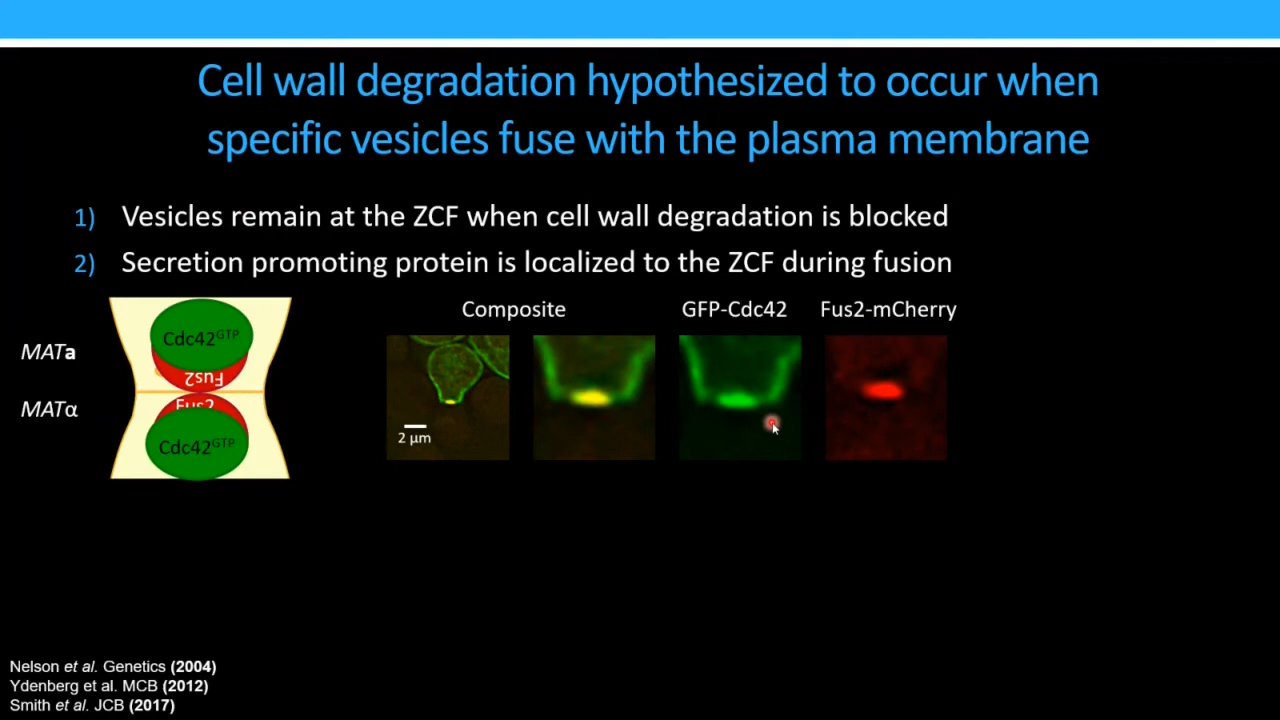 Cell wall degradation hypothesized to occur when
specific vesicles fuse with the plasma membrane
1) Vesicles remain at the ZCF when cell wall degradation is blocked
2) Secretion promoting protein is localized to the ZCF during fusion
Composite GFP-Cdc42 Fus2-mCherry
MATa
MATα
Cdc42GTP
Fus2
Fus2
Cdc42GTP
2 μm
Nelson et al. Genetics (2004)
Ydenberg et al. MCB (2012)
Smith et al. JCB (2017)